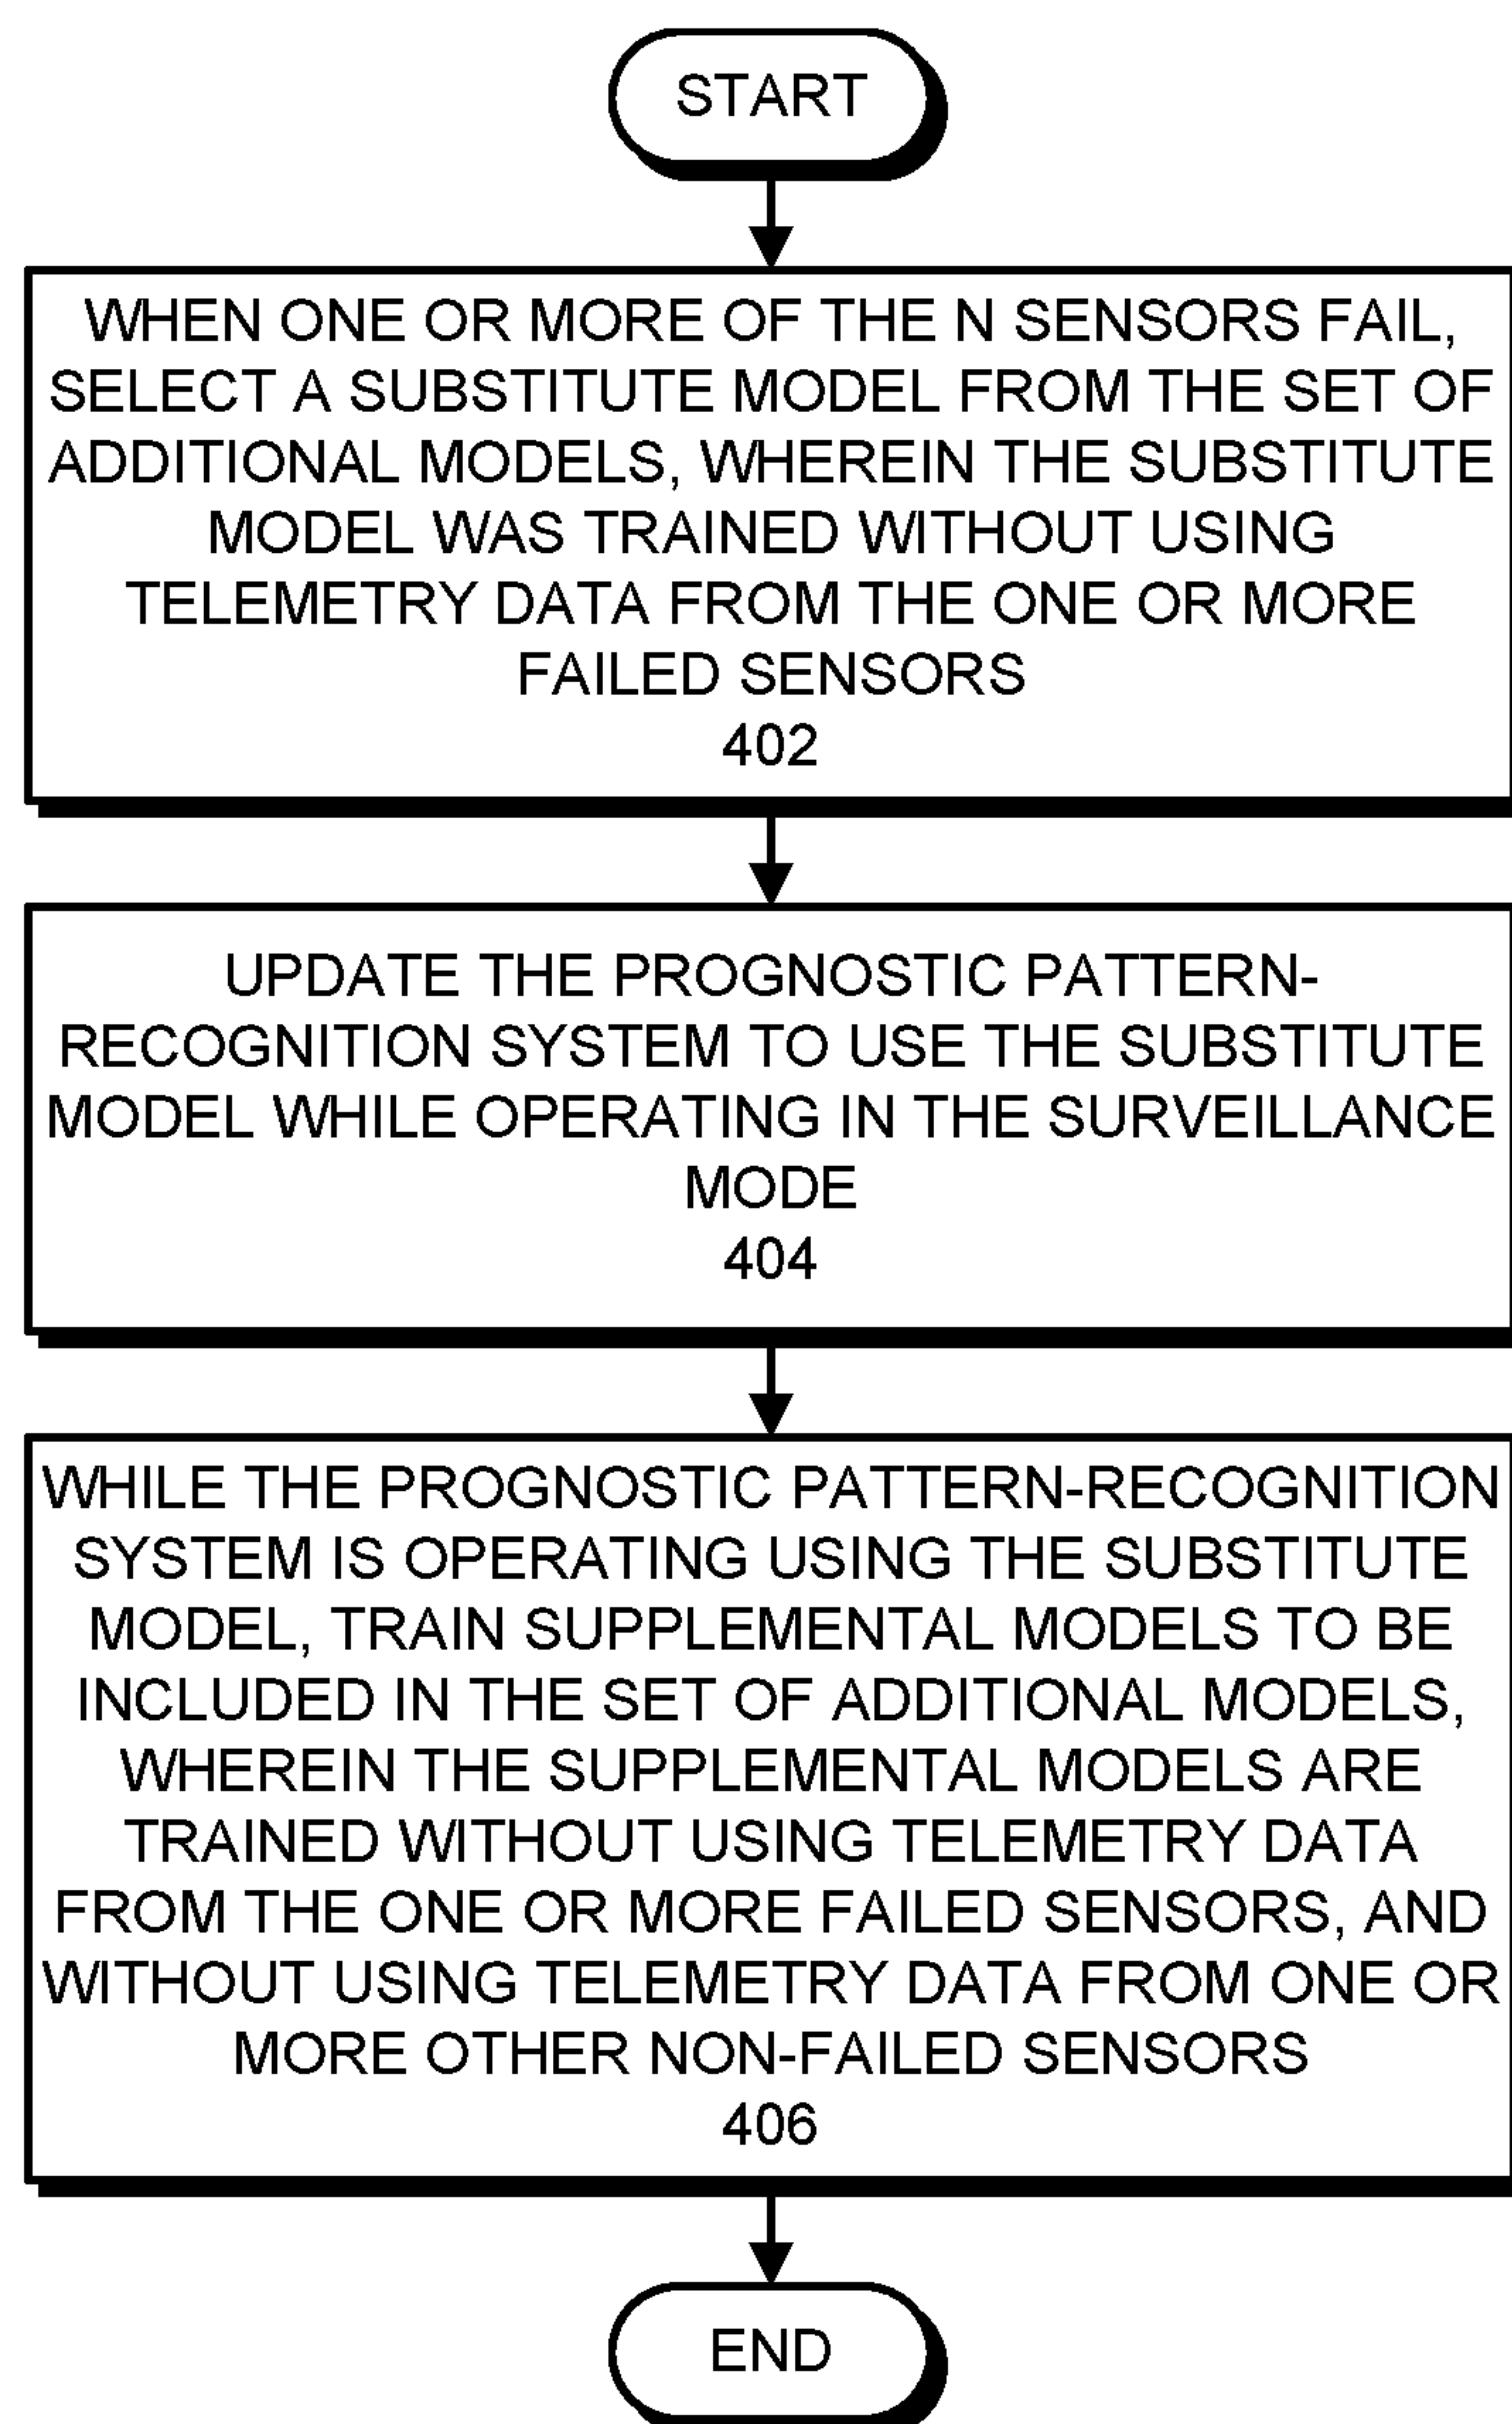 START
WHEN ONE OR MORE OF THE N SENSORS FAIL,
SELECT A SUBSTITUTE MODEL FROM THE SET OF
ADDITIONAL MODELS, WHEREIN THE SUBSTITUTE
MODEL WAS TRAINED WITHOUT USING
TELEMETRY DATA FROM THE ONE OR MORE
FAILED SENSORS
402
UPDATE THE PROGNOSTIC PATTERN-
RECOGNITION SYSTEM TO USE THE SUBSTITUTE
MODEL WHILE OPERATING IN THE SURVEILLANCE
MODE
404
WHILE THE PROGNOSTIC PATTERN-RECOGNITION
SYSTEM IS OPERATING USING THE SUBSTITUTE
MODEL, TRAIN SUPPLEMENTAL MODELS TO BE
INCLUDED IN THE SET OF ADDITIONAL MODELS,
WHEREIN THE SUPPLEMENTAL MODELS ARE
TRAINED WITHOUT USING TELEMETRY DATA
FROM THE ONE OR MORE FAILED SENSORS, AND
WITHOUT USING TELEMETRY DATA FROM ONE OR
MORE OTHER NON-FAILED SENSORS
406
END